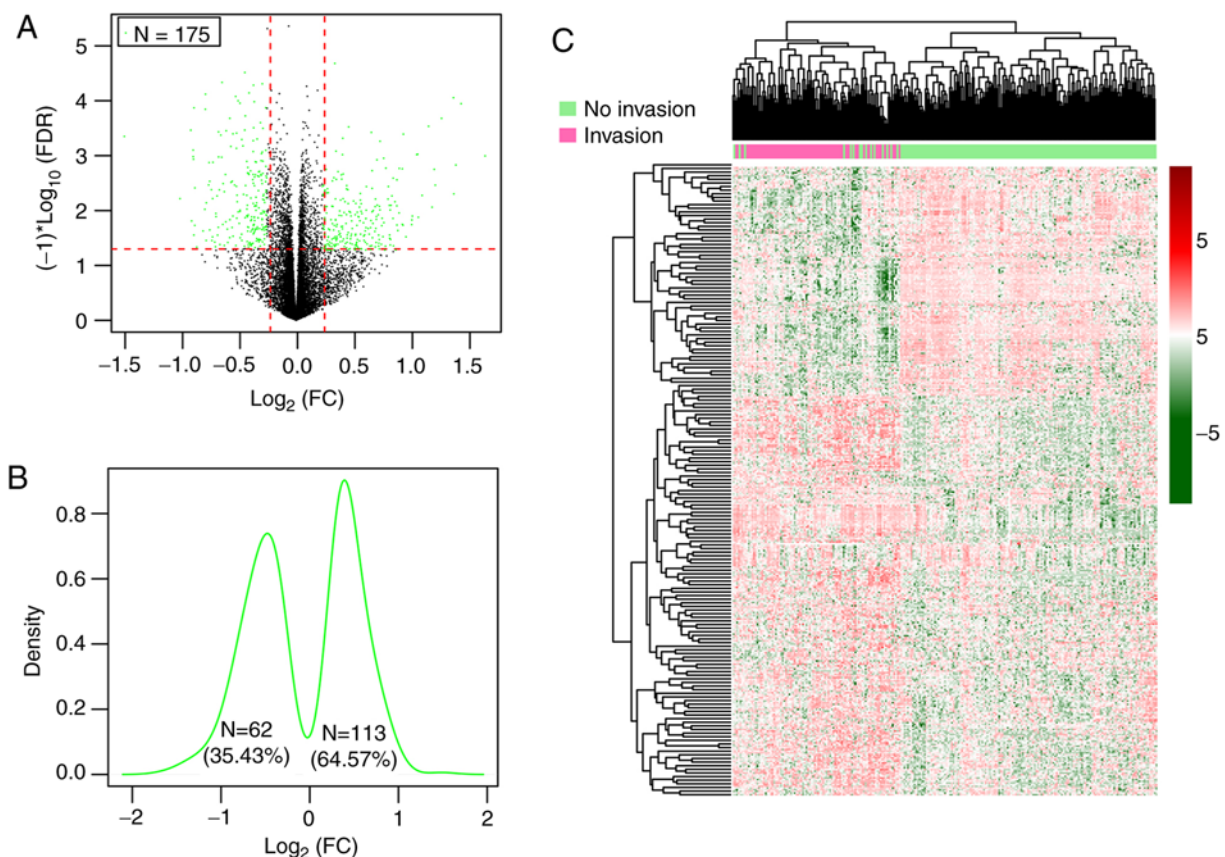 A
N = 175
5
4
3
2
1
0
(−1)*Log10 (FDR)
−1.5 −1.0 −0.5 0.0 0.5 1.0 1.5
Log2 (FC)
B
0.8
0.6
0.4
0.2
0.0
Density
N=62
(35.43%)
N=113
(64.57%)
−2 −1 0 1 2
Log2 (FC)
C
No invasion
Invasion
5
5
−5